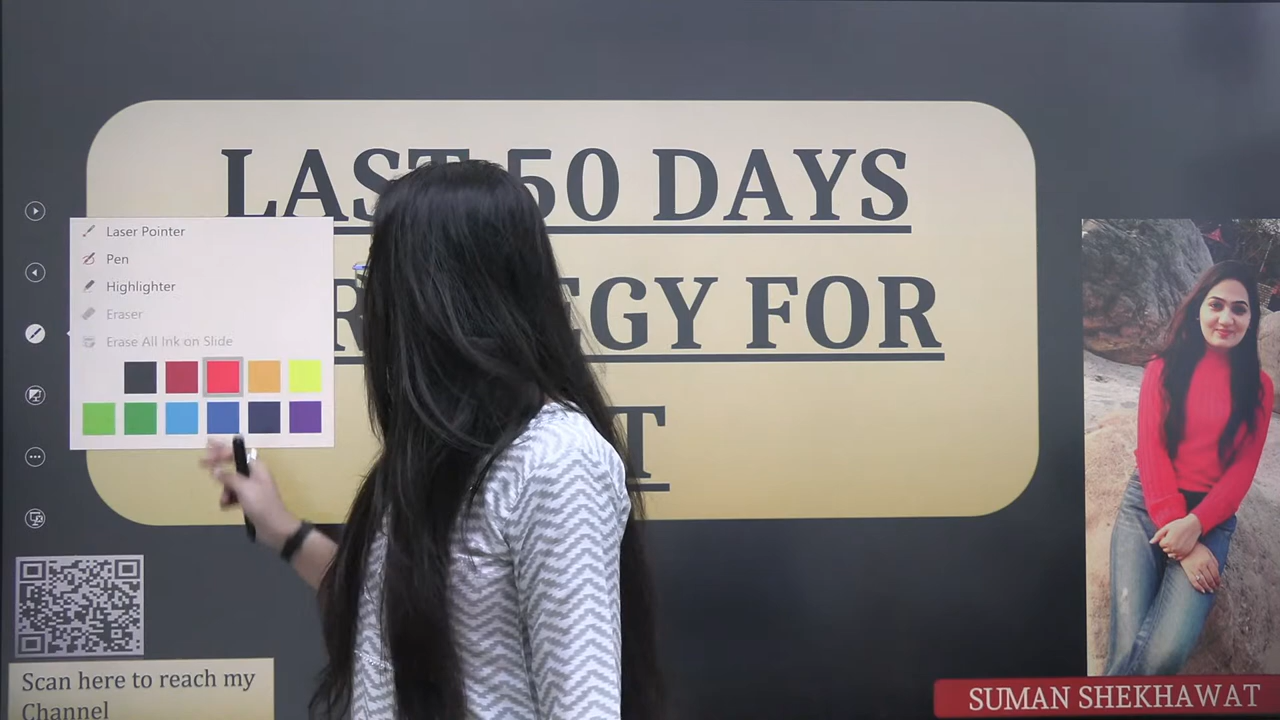 LAST 50 DAYS
EGY FOR
T
Laser Pointer
Pen
Highlighter
Eraser
Erase All Ink on Slide
Scan here to reach my
Channel
SUMAN SHEKHAWAT